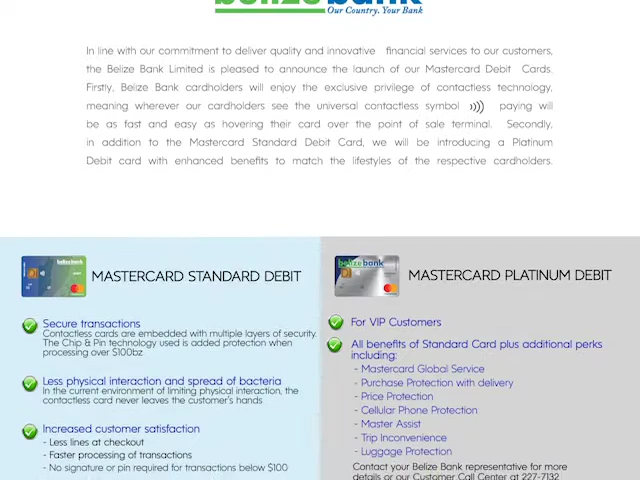 belizebank
Our Country. Your Bank
In line with our commitment to deliver quality and innovative financial services to our customers,
the Belize Bank Limited is pleased to announce the launch of our Mastercard Debit Cards.
Firstly, Belize Bank cardholders will enjoy the exclusive privilege of contactless technology,
meaning wherever our cardholders see the universal contactless symbol paying will
be as fast and easy as hovering their card over the point of sale terminal. Secondly,
in addition to the Mastercard Standard Debit Card, we will be introducing a Platinum
Debit card with enhanced benefits to match the lifestyles of the respective cardholders.
belizebank
MASTERCARD STANDARD DEBIT
Secure transactions
Contactless cards are embedded with multiple layers of security.
The Chip & Pin technology used is added protection when
processing over $100bz
Less physical interaction and spread of bacteria
In the current environment of limiting physical interaction, the
contactless card never leaves the customer's hands
Increased customer satisfaction
- Less lines at checkout
- Faster processing of transactions
- No signature or pin required for transactions below $100
belizebank
MASTERCARD PLATINUM DEBIT
For VIP Customers
All benefits of Standard Card plus additional perks
including:
- Mastercard Global Service
- Purchase Protection with delivery
- Price Protection
- Cellular Phone Protection
- Master Assist
- Trip Inconvenience
- Luggage Protection
Contact your Belize Bank representative for more
details or our Customer Call Center at 227-7132